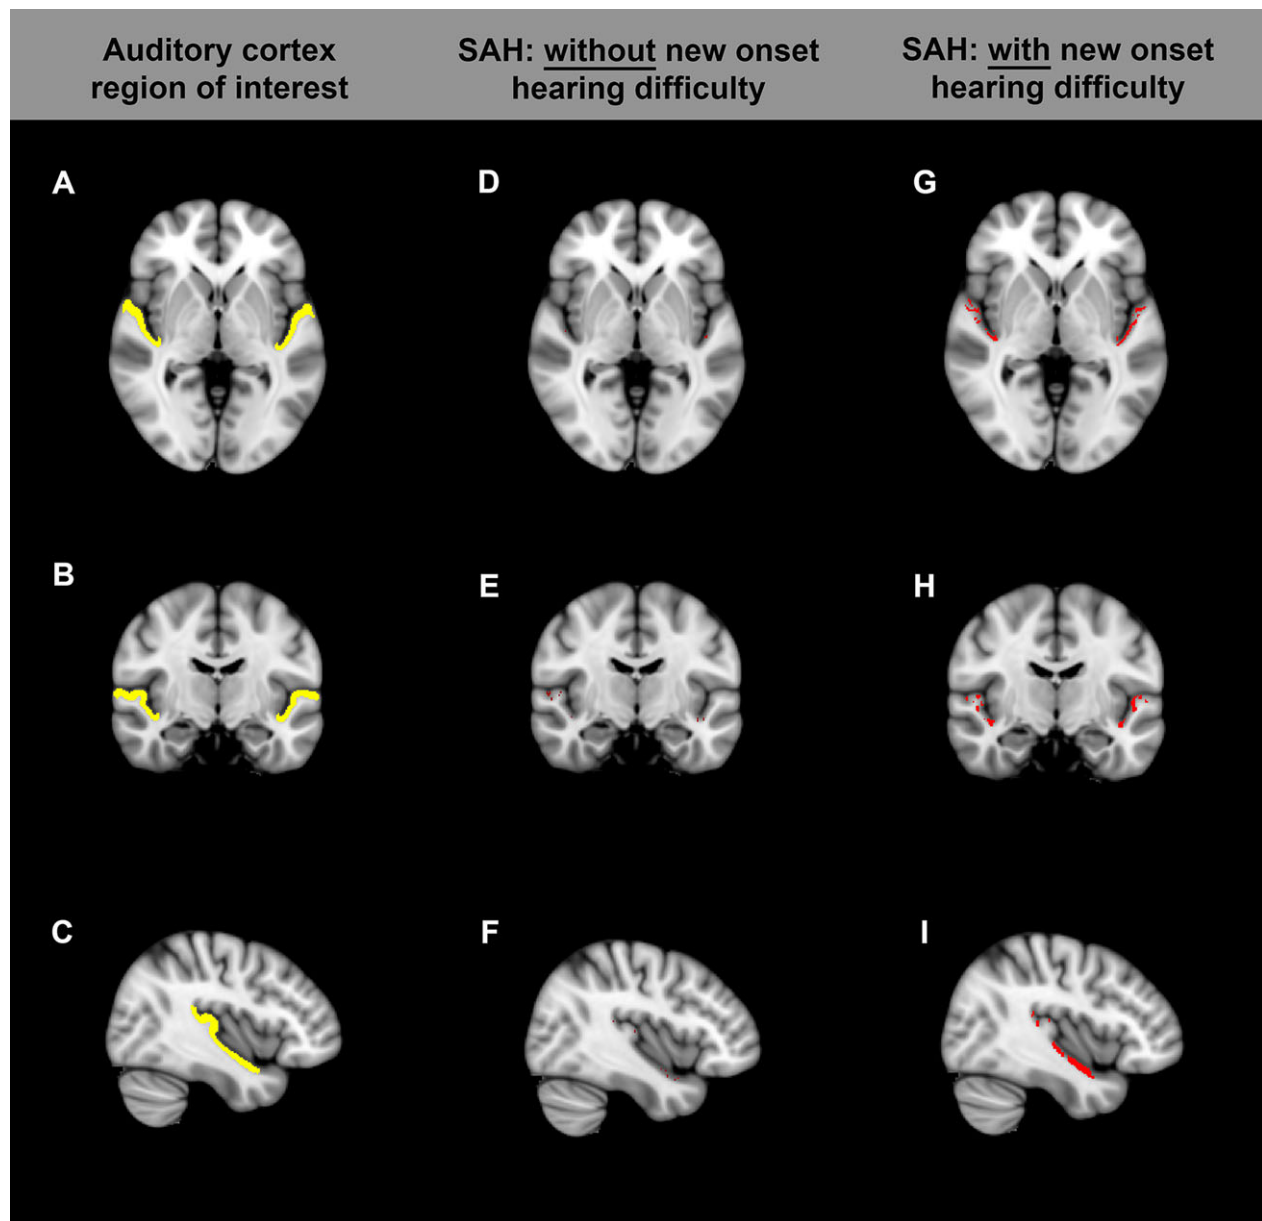 Auditory cortex
region of interest
SAH: without new onset
hearing difficulty
SAH: with new onset
hearing difficulty
A
D
G
B
E
H
C
F
I